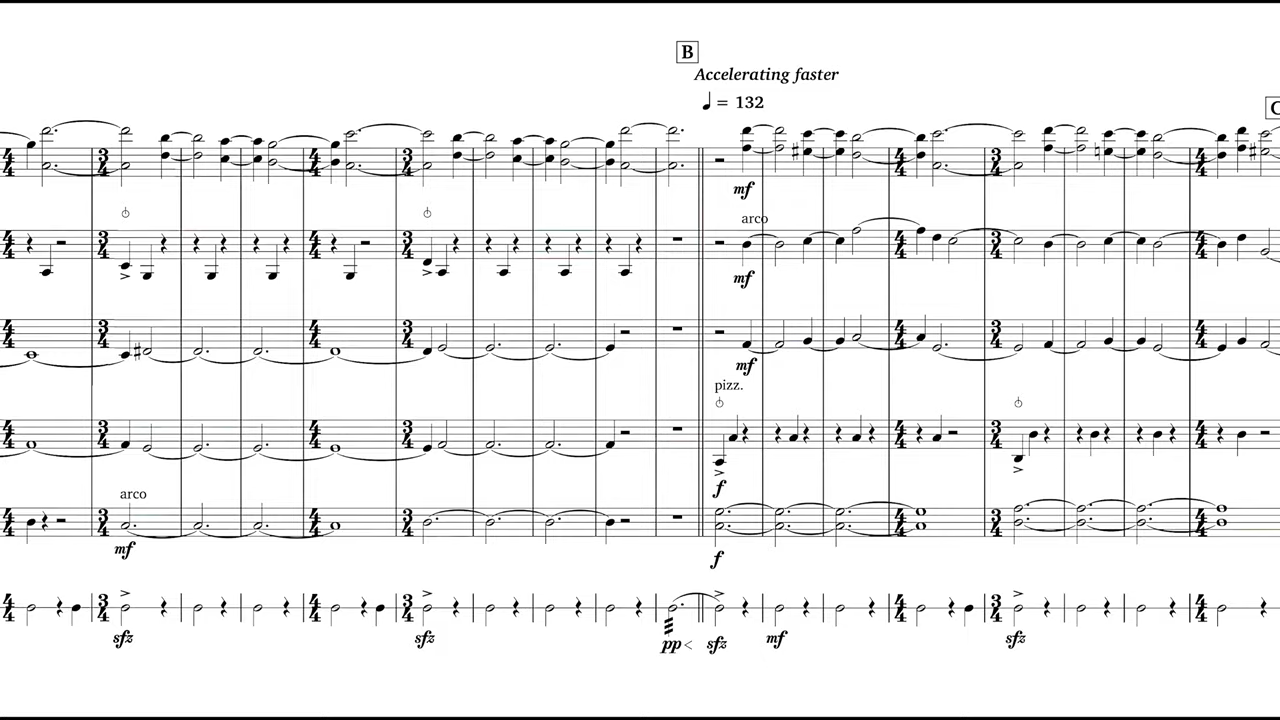 B
Accelerating faster
♩ = 132
C
mf
arco
mf
mf
pizz.
f
arco
mf
f
sfz
sfz
pp
sfz
mf
sfz